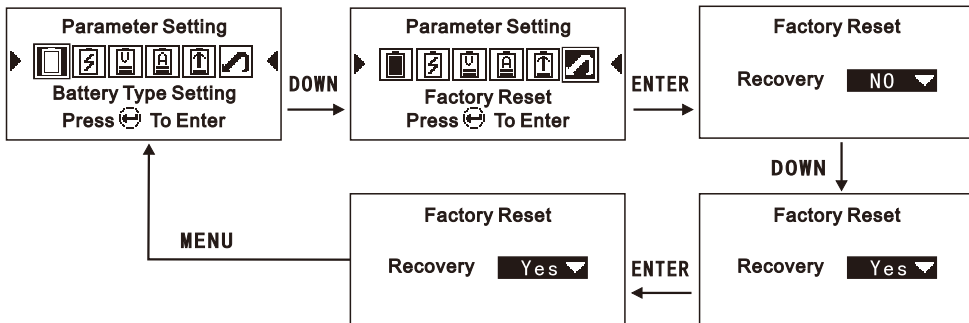 Parameter Setting
Battery Type Setting
Press To Enter
DOWN
Parameter Setting
V A
Factory Reset
Press To Enter
ENTER
Factory Reset
Recovery NO
DOWN
Factory Reset
Recovery Yes
ENTER
Factory Reset
Recovery Yes
MENU